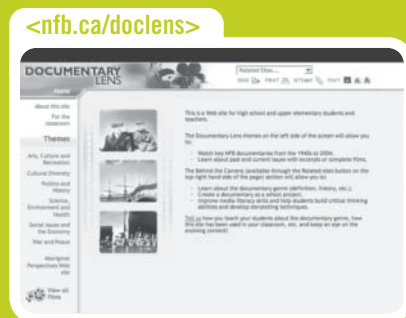 <nfb.ca/doclens>
DOCUMENTARY
LENS
Related Sites...
SEND PRINT SITEMAP TEXT A A A
Home
About this site
For the
classroom
Themes
Arts, Culture and
Recreation
Cultural Diversity
Politics and
History
Science,
Environment and
Health
Social Issues and
the Economy
War and Peace
Aboriginal
Perspectives Web
site
View all
Films
This is a Web site for high school and upper elementary students and
teachers.
The Documentary Lens themes on the left side of the screen will allow you
to:
- Watch key NFB documentaries from the 1940s to 2004.
- Learn about past and current issues with excerpts or complete films.
The Behind the Camera (available through the Related sites button on the
top right hand side of the page) section will allow you to:
- Learn about the documentary genre (definition, history, etc.).
- Create a documentary as a school project.
- Improve media literacy skills and help students build critical thinking
abilities and develop storytelling techniques.
Tell us how you teach your students about the documentary genre, how
this site has been used in your classroom, etc. and keep an eye on the
evolving content!